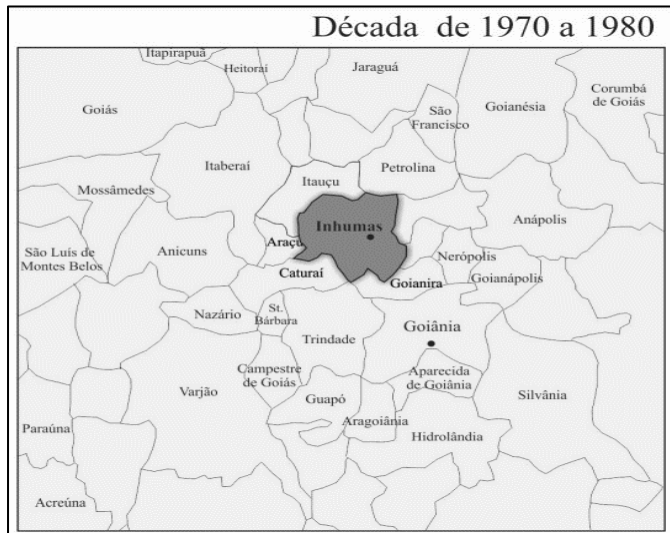 Década de 1970 a 1980
Itapirapuã
Heitoraí
Jaraguá
Goiás
São
Francisco
Goianésia
Corumbá
de Goiás
Itaberaí
Petrolina
Itauçu
Mossâmedes
Inhumas
Anápolis
São Luís de
Montes Belos
Anicuns
Araçu
Nerópolis
Caturaí
Goianira
Goianápolis
Nazário
St.
Bárbara
Trindade
Goiânia
Campestre
de Goiás
Aparecida
de Goiânia
Varjão
Guapó
Silvânia
Aragoiânia
Paraúna
Hidrolândia
Acreúna